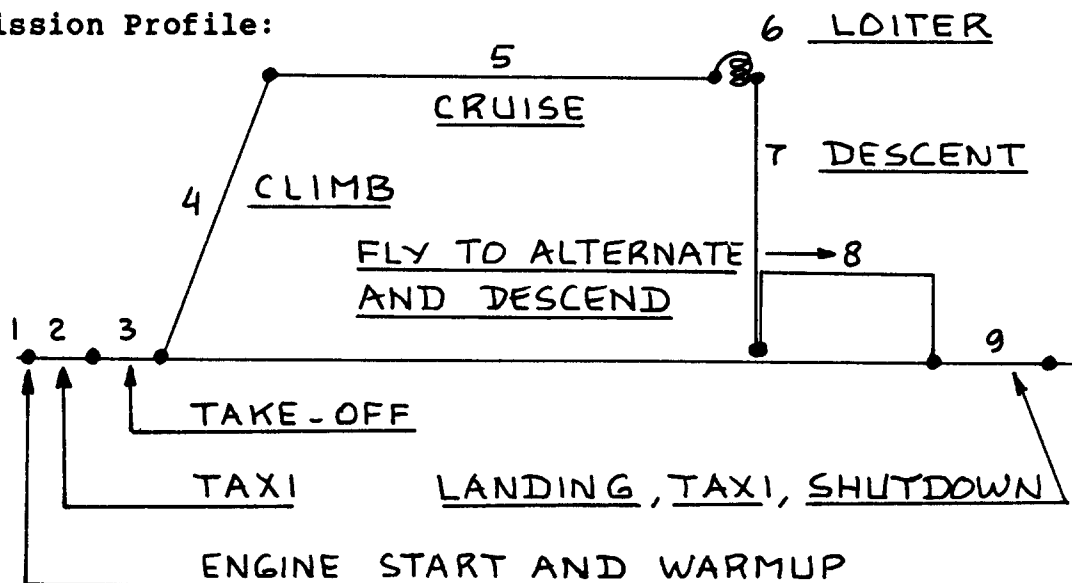 ission Profile:
6 LOITER
5
CRUISE
7 DESCENT
4 CLIMB
FLY TO ALTERNATE 8
AND DESCEND
1 2 3 9
TAKE-OFF
TAXI LANDING, TAXI, SHUTDOWN
ENGINE START AND WARMUP